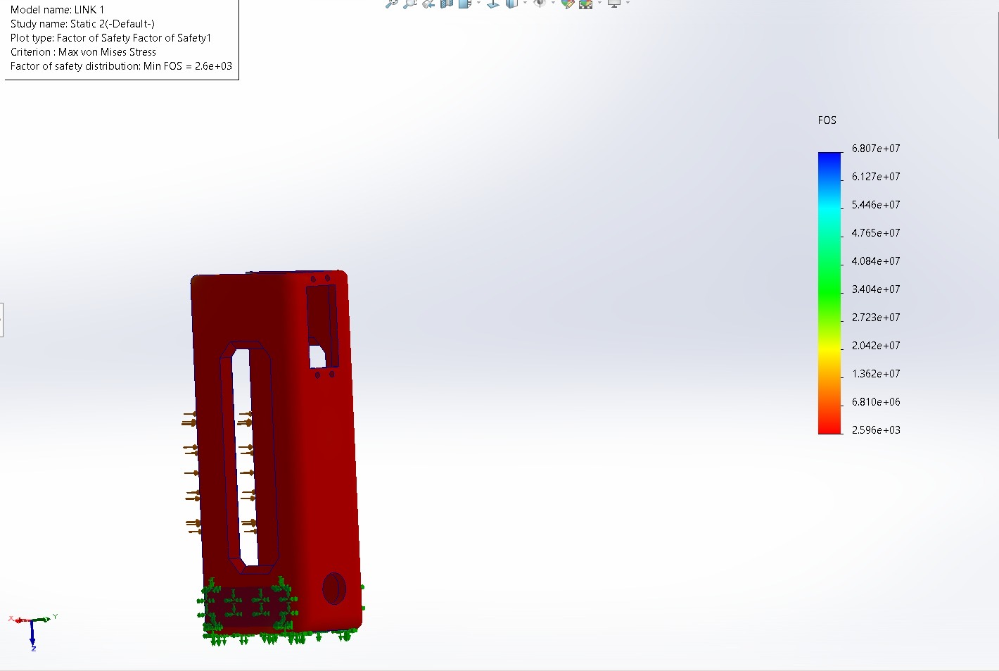 Model name: LINK 1
Study name: Static 2(-Default-)
Plot type: Factor of Safety Factor of Safety1
Criterion : Max von Mises Stress
Factor of safety distribution: Min FOS = 2.6e+03
FOS
6.807e+07
6.127e+07
5.446e+07
4.765e+07
4.084e+07
3.404e+07
2.723e+07
2.042e+07
1.362e+07
6.810e+06
2.596e+03
X
Y
Z